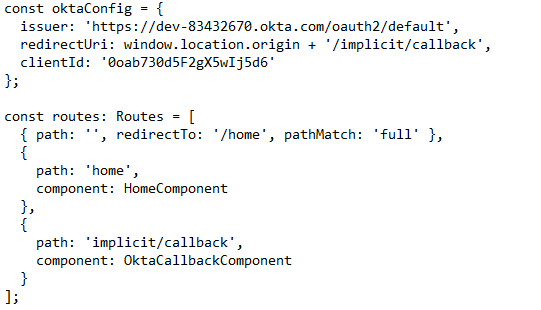 const oktaConfig = {
  issuer: 'https://dev-83432670.okta.com/oauth2/default',
  redirectUri: window.location.origin + '/implicit/callback',
  clientId: '0oab730d5F2gX5wIj5d6'
};

const routes: Routes = [
  { path: '', redirectTo: '/home', pathMatch: 'full' },
  {
    path: 'home',
    component: HomeComponent
  },
  {
    path: 'implicit/callback',
    component: OktaCallbackComponent
  }
];